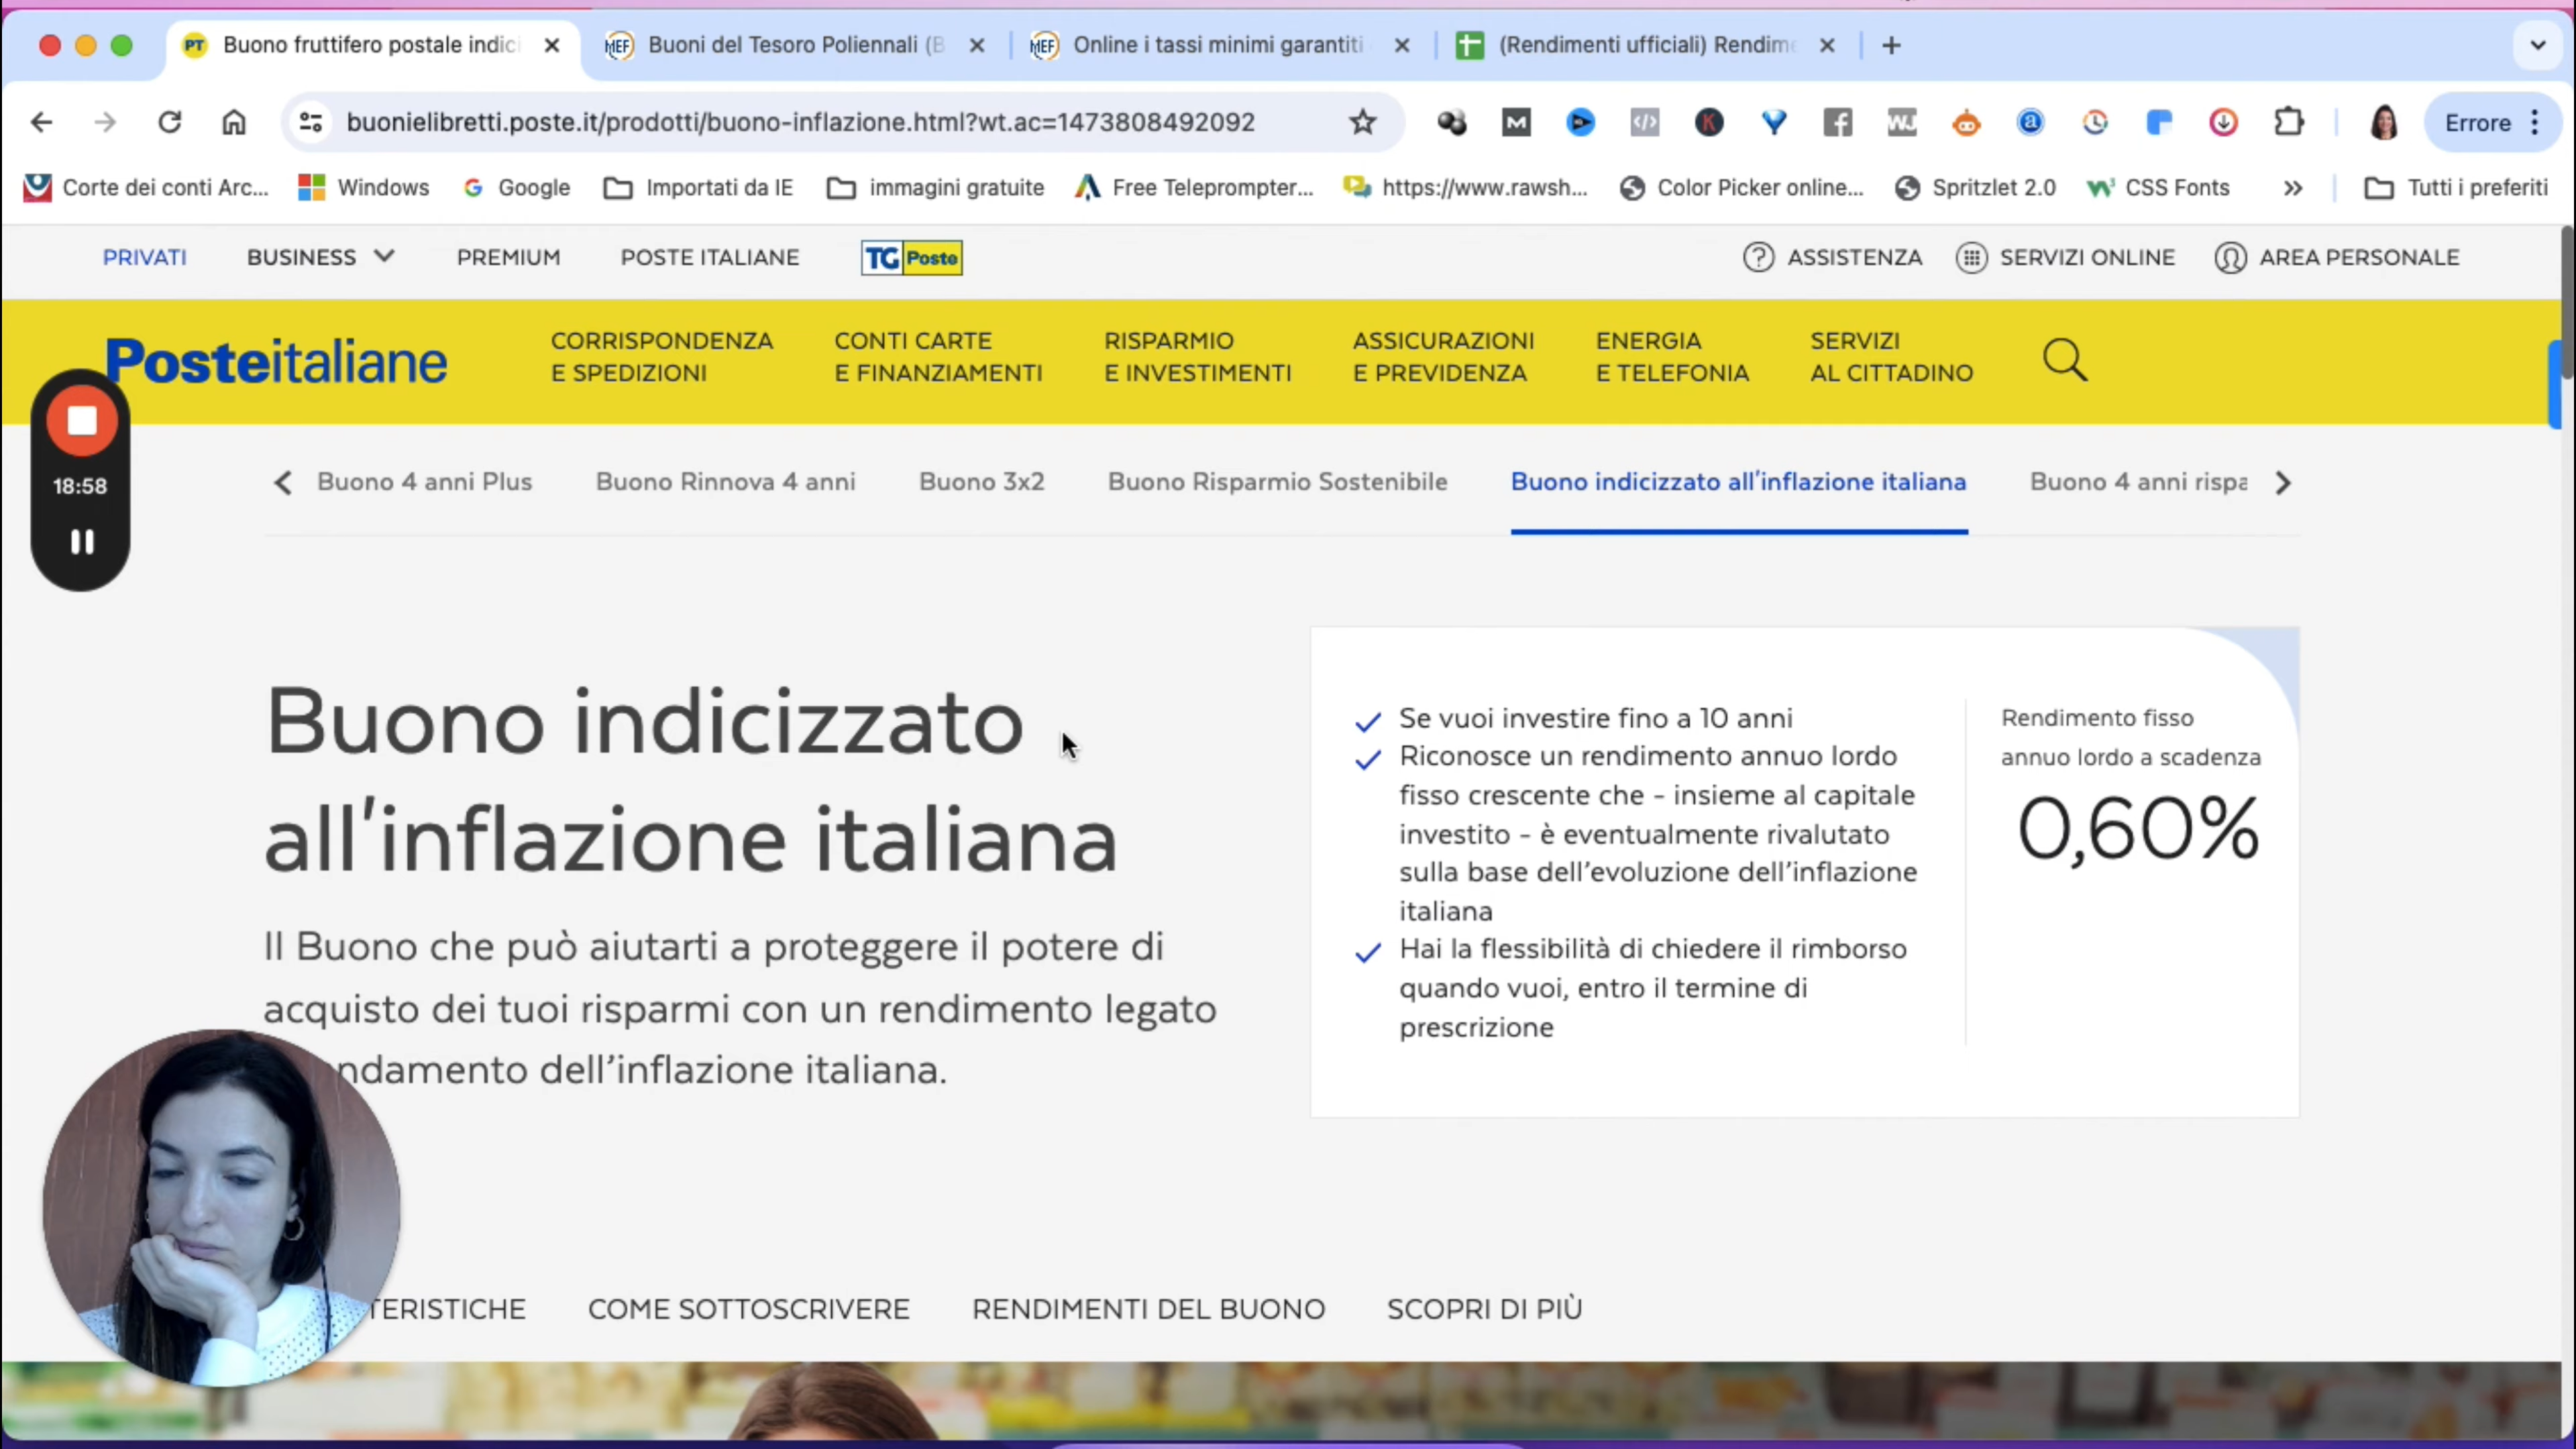 Buono fruttifero postale indic
Buoni del Tesoro Poliennali (B
Online i tassi minimi garantiti
(Rendimenti ufficiali) Rendim
buonielibretti.poste.it/prodotti/buono-inflazione.html?wt.ac=1473808492092
Errore
Corte dei conti Arc...
Windows
Google
Importati da IE
immagini gratuite
Free Teleprompter...
https://www.rawsh...
Color Picker online...
Spritzlet 2.0
CSS Fonts
Tutti i preferiti
PRIVATI
BUSINESS
PREMIUM
POSTE ITALIANE
TG Poste
ASSISTENZA
SERVIZI ONLINE
AREA PERSONALE
Posteitaliane
CORRISPONDENZA
E SPEDIZIONI
CONTI CARTE
E FINANZIAMENTI
RISPARMIO
E INVESTIMENTI
ASSICURAZIONI
E PREVIDENZA
ENERGIA
E TELEFONIA
SERVIZI
AL CITTADINO
18:58
Buono 4 anni Plus
Buono Rinnova 4 anni
Buono 3x2
Buono Risparmio Sostenibile
Buono indicizzato all'inflazione italiana
Buono 4 anni rispa
Buono indicizzato
all'inflazione italiana
Il Buono che può aiutarti a proteggere il potere di
acquisto dei tuoi risparmi con un rendimento legato
ndamento dell'inflazione italiana.
Se vuoi investire fino a 10 anni
Riconosce un rendimento annuo lordo
fisso crescente che - insieme al capitale
investito - è eventualmente rivalutato
sulla base dell'evoluzione dell'inflazione
italiana
Hai la flessibilità di chiedere il rimborso
quando vuoi, entro il termine di
prescrizione
Rendimento fisso
annuo lordo a scadenza
0,60%
TERISTICHE
COME SOTTOSCRIVERE
RENDIMENTI DEL BUONO
SCOPRI DI PIÙ